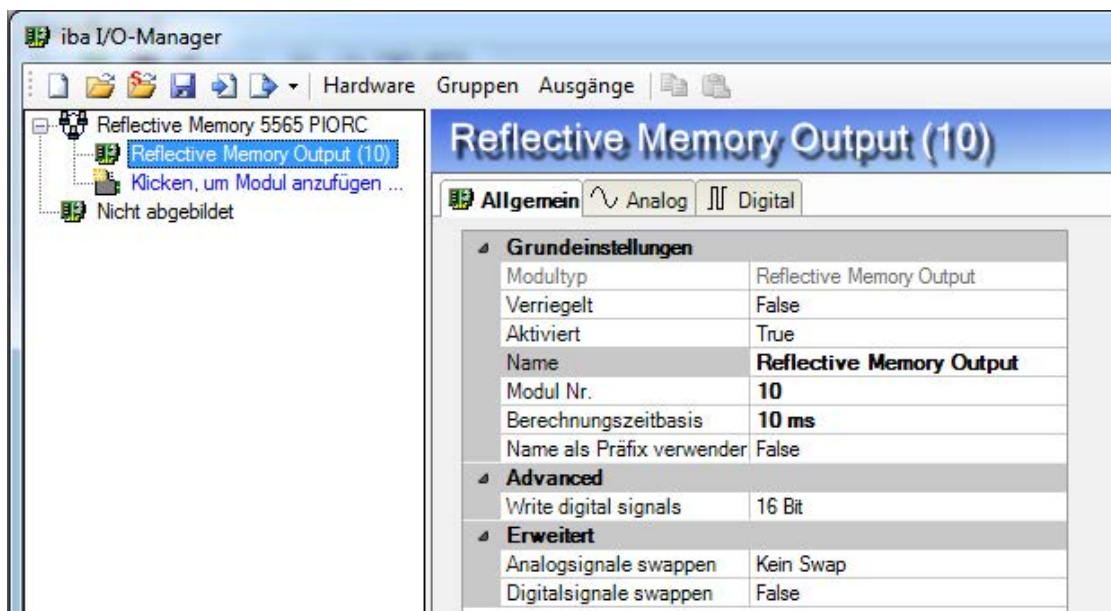 iba I/O-Manager
Hardware Gruppen Ausgänge
Reflective Memory 5565 PIORC
Reflective Memory Output (10)
Klicken, um Modul anzufügen ...
Nicht abgebildet
Reflective Memory Output (10)
Allgemein Analog Digital
Grundeinstellungen
Modultyp Reflective Memory Output
Verriegelt False
Aktiviert True
Name Reflective Memory Output
Modul Nr. 10
Berechnungszeitbasis 10 ms
Name als Präfix verwender False
Advanced
Write digital signals 16 Bit
Erweitert
Analogsignale swappen Kein Swap
Digitalsignale swappen False